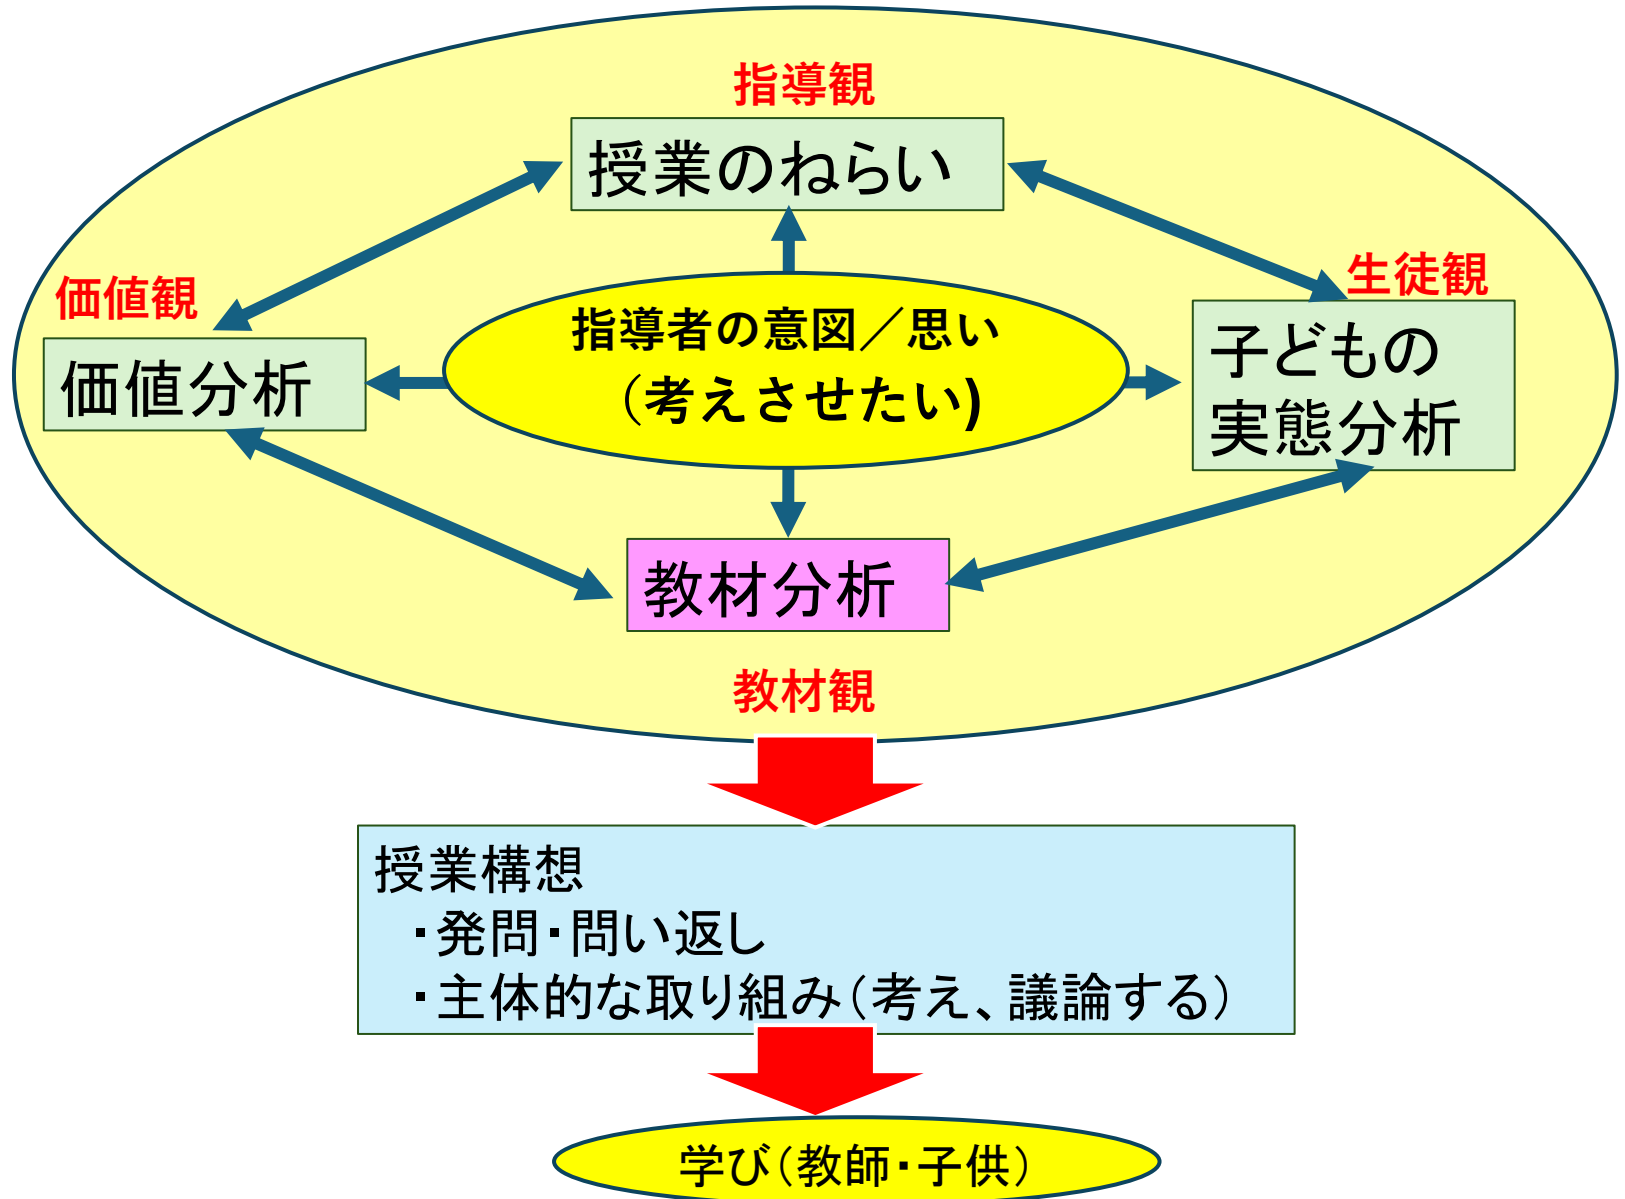 指導観
授業のねらい
価値観
生徒観
価値分析
指導者の意図／思い
（考えさせたい)
子どもの
実態分析
教材分析
教材観
授業構想
・発問・問い返し
・主体的な取り組み（考え、議論する）
学び（教師・子供）